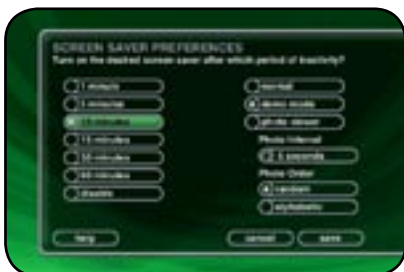 SCREEN SAVER PREFERENCES
Turn on the desired screen saver after which period of inactivity?
1 minute
5 minutes
15 minutes
30 minutes
60 minutes
disable
normal
demo mode
photo viewer
Photo Interval
5 seconds
Photo Order
random
alphabetic
help
cancel
save